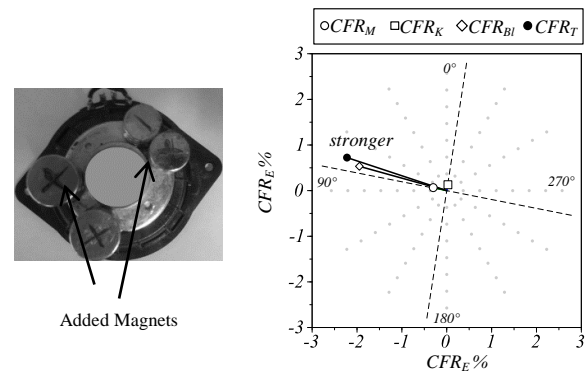 CFR_M CFR_K CFR_Bl CFR_T
3
2
1
0
-1
-2
-3
-3 -2 -1 0 1 2 3
CFR_E%
CFR_E%
0°
stronger
90°
270°
180°
Added Magnets